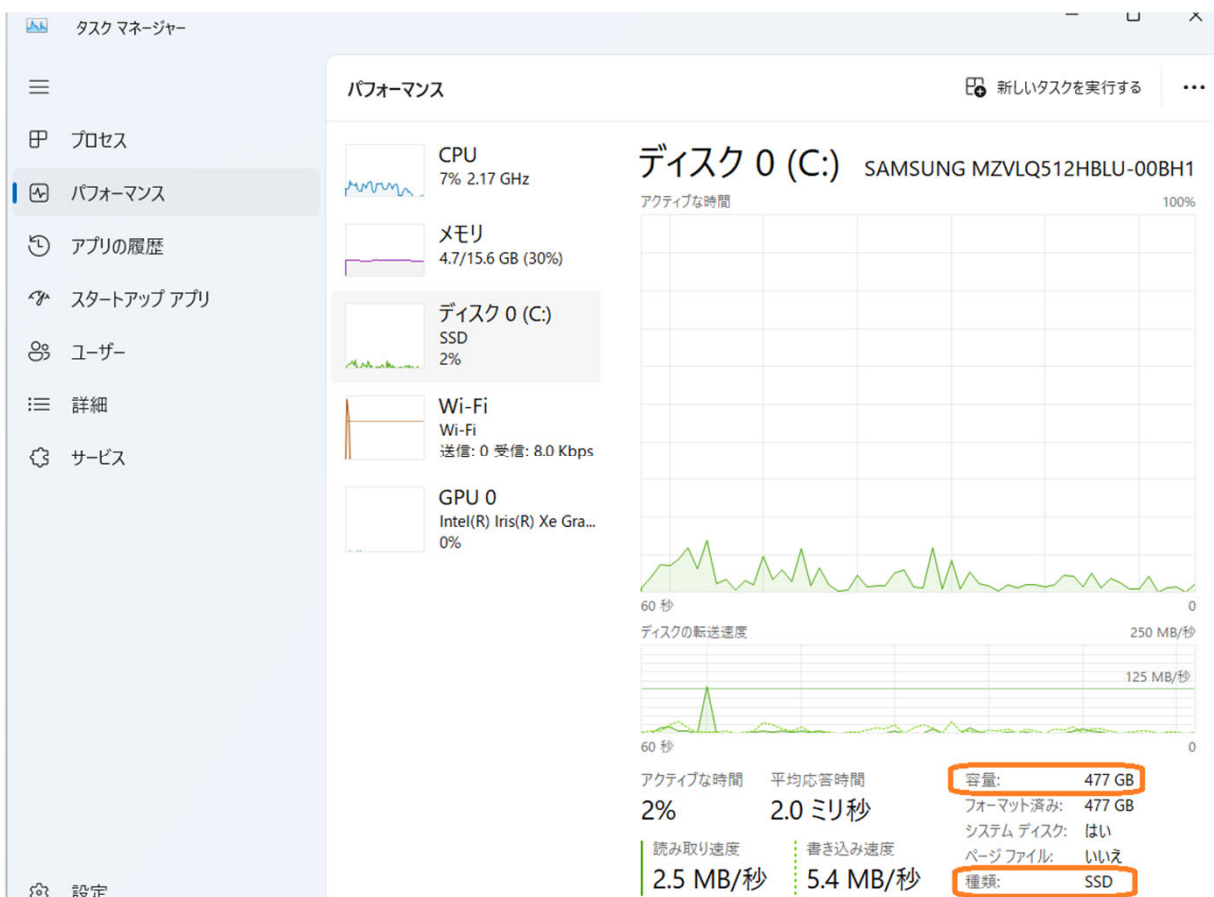 タスク マネージャー
パフォーマンス
新しいタスクを実行する
プロセス
パフォーマンス
アプリの履歴
スタートアップ アプリ
ユーザー
詳細
サービス
設定
CPU
7% 2.17 GHz
メモリ
4.7/15.6 GB (30%)
ディスク 0 (C:)
SSD
2%
Wi-Fi
Wi-Fi
送信: 0 受信: 8.0 Kbps
GPU 0
Intel(R) Iris(R) Xe Gra...
0%
ディスク 0 (C:) SAMSUNG MZVLQ512HBLU-00BH1
アクティブな時間 100%
60 秒 0
ディスクの転送速度 250 MB/秒
125 MB/秒
60 秒 0
アクティブな時間 平均応答時間
2% 2.0 ミリ秒
読み取り速度 書き込み速度
2.5 MB/秒 5.4 MB/秒
容量: 477 GB
フォーマット済み: 477 GB
システム ディスク: はい
ページ ファイル: いいえ
種類: SSD